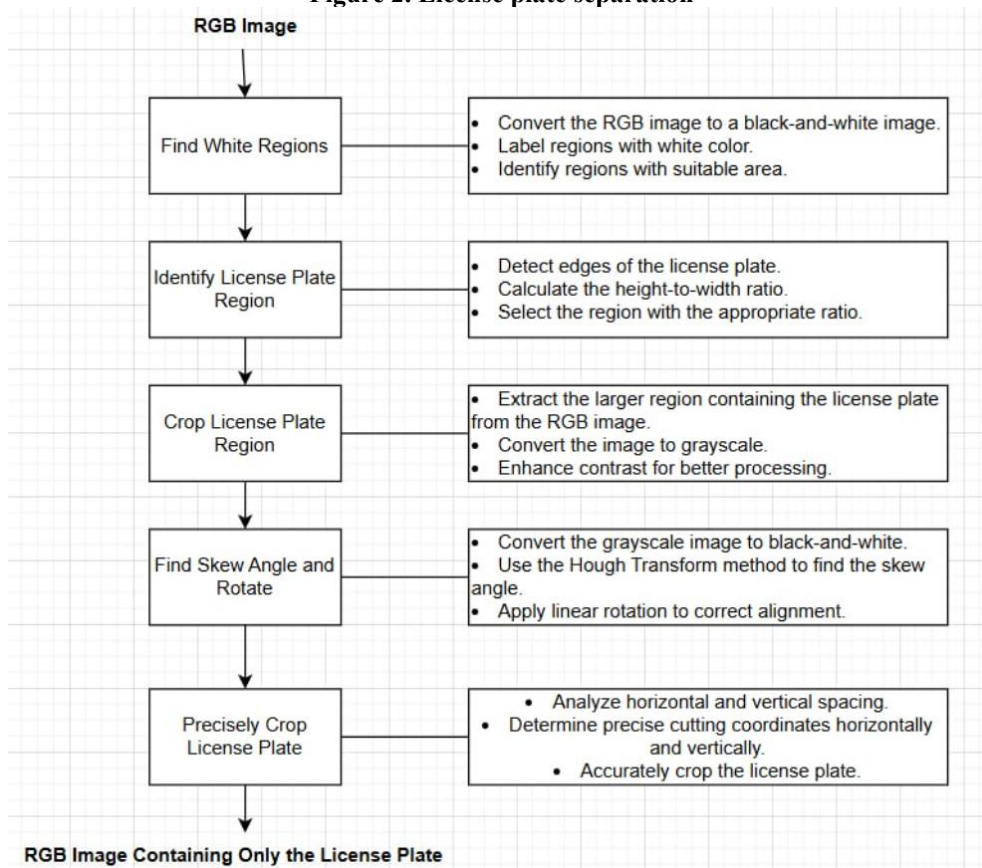 Figure 2. License plate separation
RGB Image
Find White Regions
• Convert the RGB image to a black-and-white image.
• Label regions with white color.
• Identify regions with suitable area.
Identify License Plate
Region
• Detect edges of the license plate.
• Calculate the height-to-width ratio.
• Select the region with the appropriate ratio.
Crop License Plate
Region
• Extract the larger region containing the license plate
from the RGB image.
• Convert the image to grayscale.
• Enhance contrast for better processing.
Find Skew Angle and
Rotate
• Convert the grayscale image to black-and-white.
• Use the Hough Transform method to find the skew
angle.
• Apply linear rotation to correct alignment.
Precisely Crop
License Plate
• Analyze horizontal and vertical spacing.
• Determine precise cutting coordinates horizontally
and vertically.
• Accurately crop the license plate.
RGB Image Containing Only the License Plate